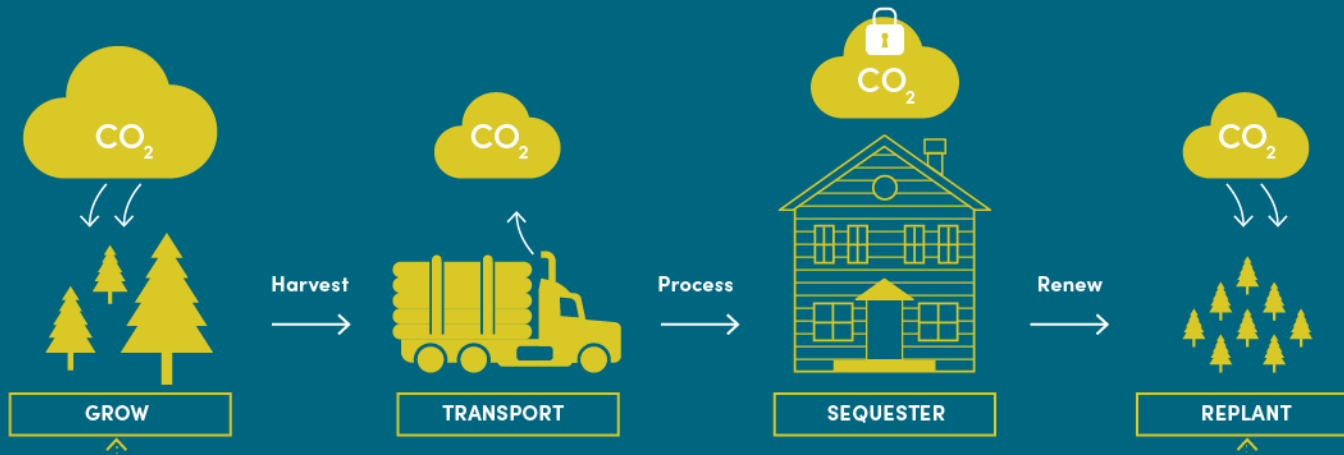 CO₂
CO₂
CO₂
CO₂
Harvest
Process
Renew
GROW
TRANSPORT
SEQUESTER
REPLANT